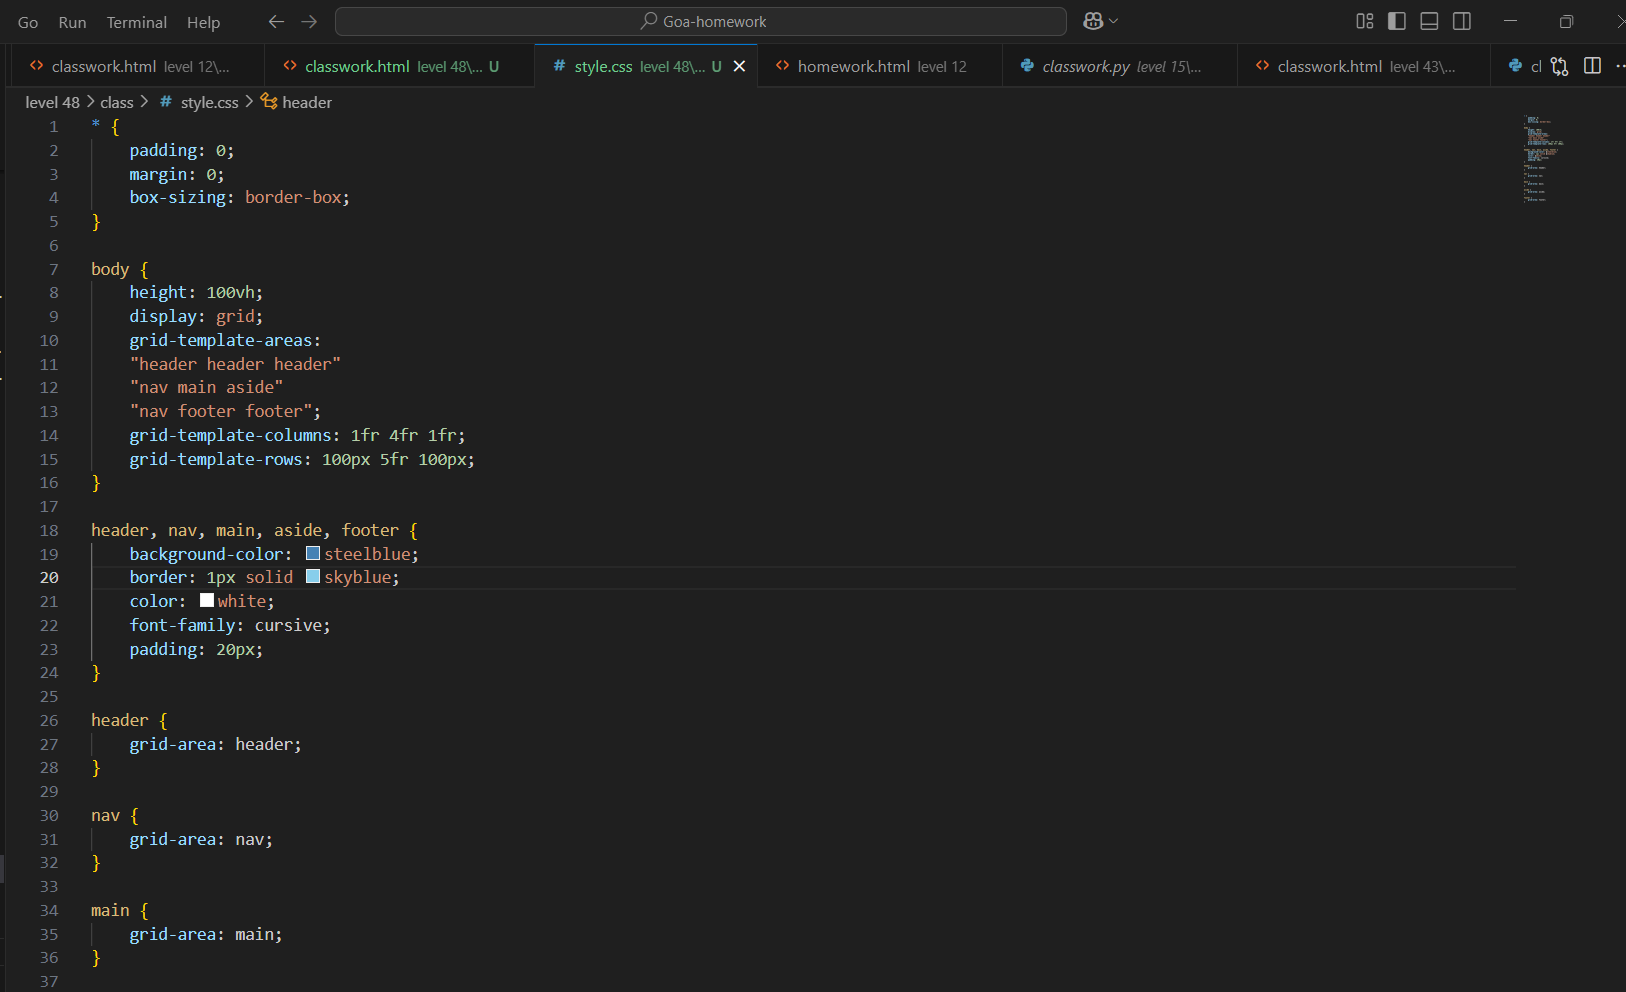 Go Run Terminal Help Goa-homework
classwork.html level 12\... classwork.html level 48\... U style.css level 48\... U homework.html level 12 classwork.py level 15\... classwork.html level 43\... cl
level 48 > class > # style.css > header
1 * {
2 padding: 0;
3 margin: 0;
4 box-sizing: border-box;
5 }
6
7 body {
8 height: 100vh;
9 display: grid;
10 grid-template-areas:
11 "header header header"
12 "nav main aside"
13 "nav footer footer";
14 grid-template-columns: 1fr 4fr 1fr;
15 grid-template-rows: 100px 5fr 100px;
16 }
17
18 header, nav, main, aside, footer {
19 background-color: steelblue;
20 border: 1px solid skyblue;
21 color: white;
22 font-family: cursive;
23 padding: 20px;
24 }
25
26 header {
27 grid-area: header;
28 }
29
30 nav {
31 grid-area: nav;
32 }
33
34 main {
35 grid-area: main;
36 }
37